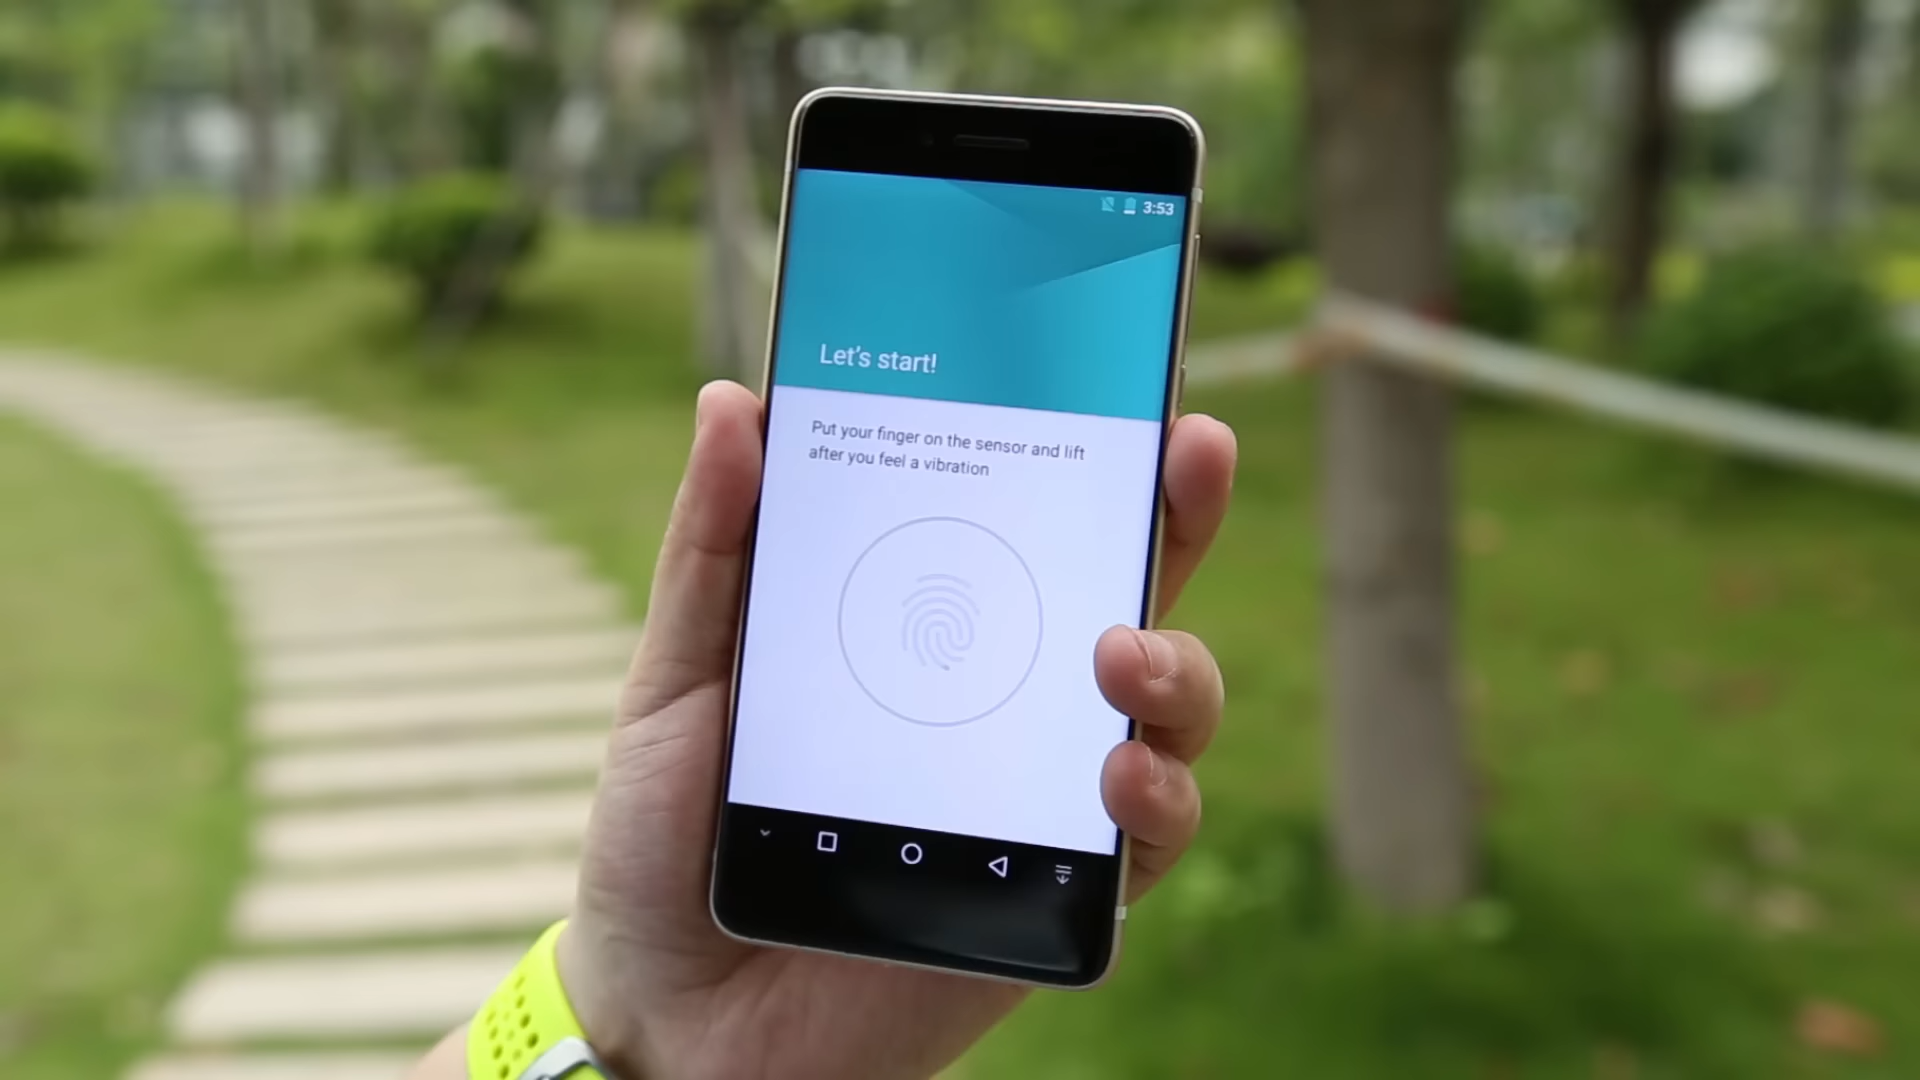 3:53
Let's start!
Put your finger on the sensor and lift
after you feel a vibration